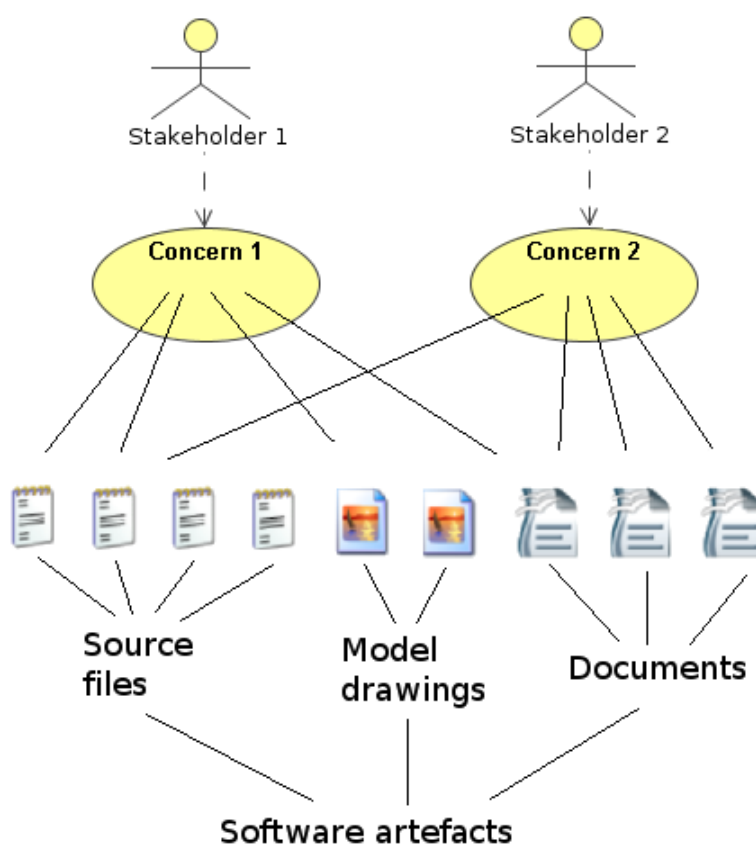 Stakeholder 1
Stakeholder 2
Concern 1
Concern 2
Source
files
Model
drawings
Documents
Software artefacts